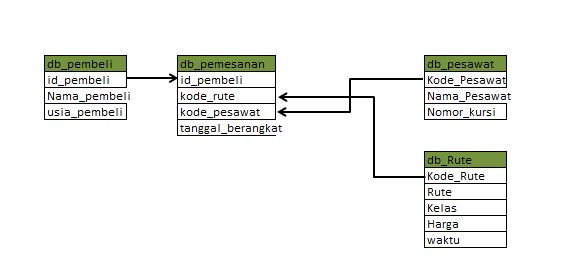 db_pembeli
id_pembeli
Nama_pembeli
usia_pembeli
db_pemesanan
id_pembeli
kode_rute
kode_pesawat
tanggal_berangkat
db_pesawat
Kode_Pesawat
Nama_Pesawat
Nomor_kursi
db_Rute
Kode_Rute
Rute
Kelas
Harga
waktu